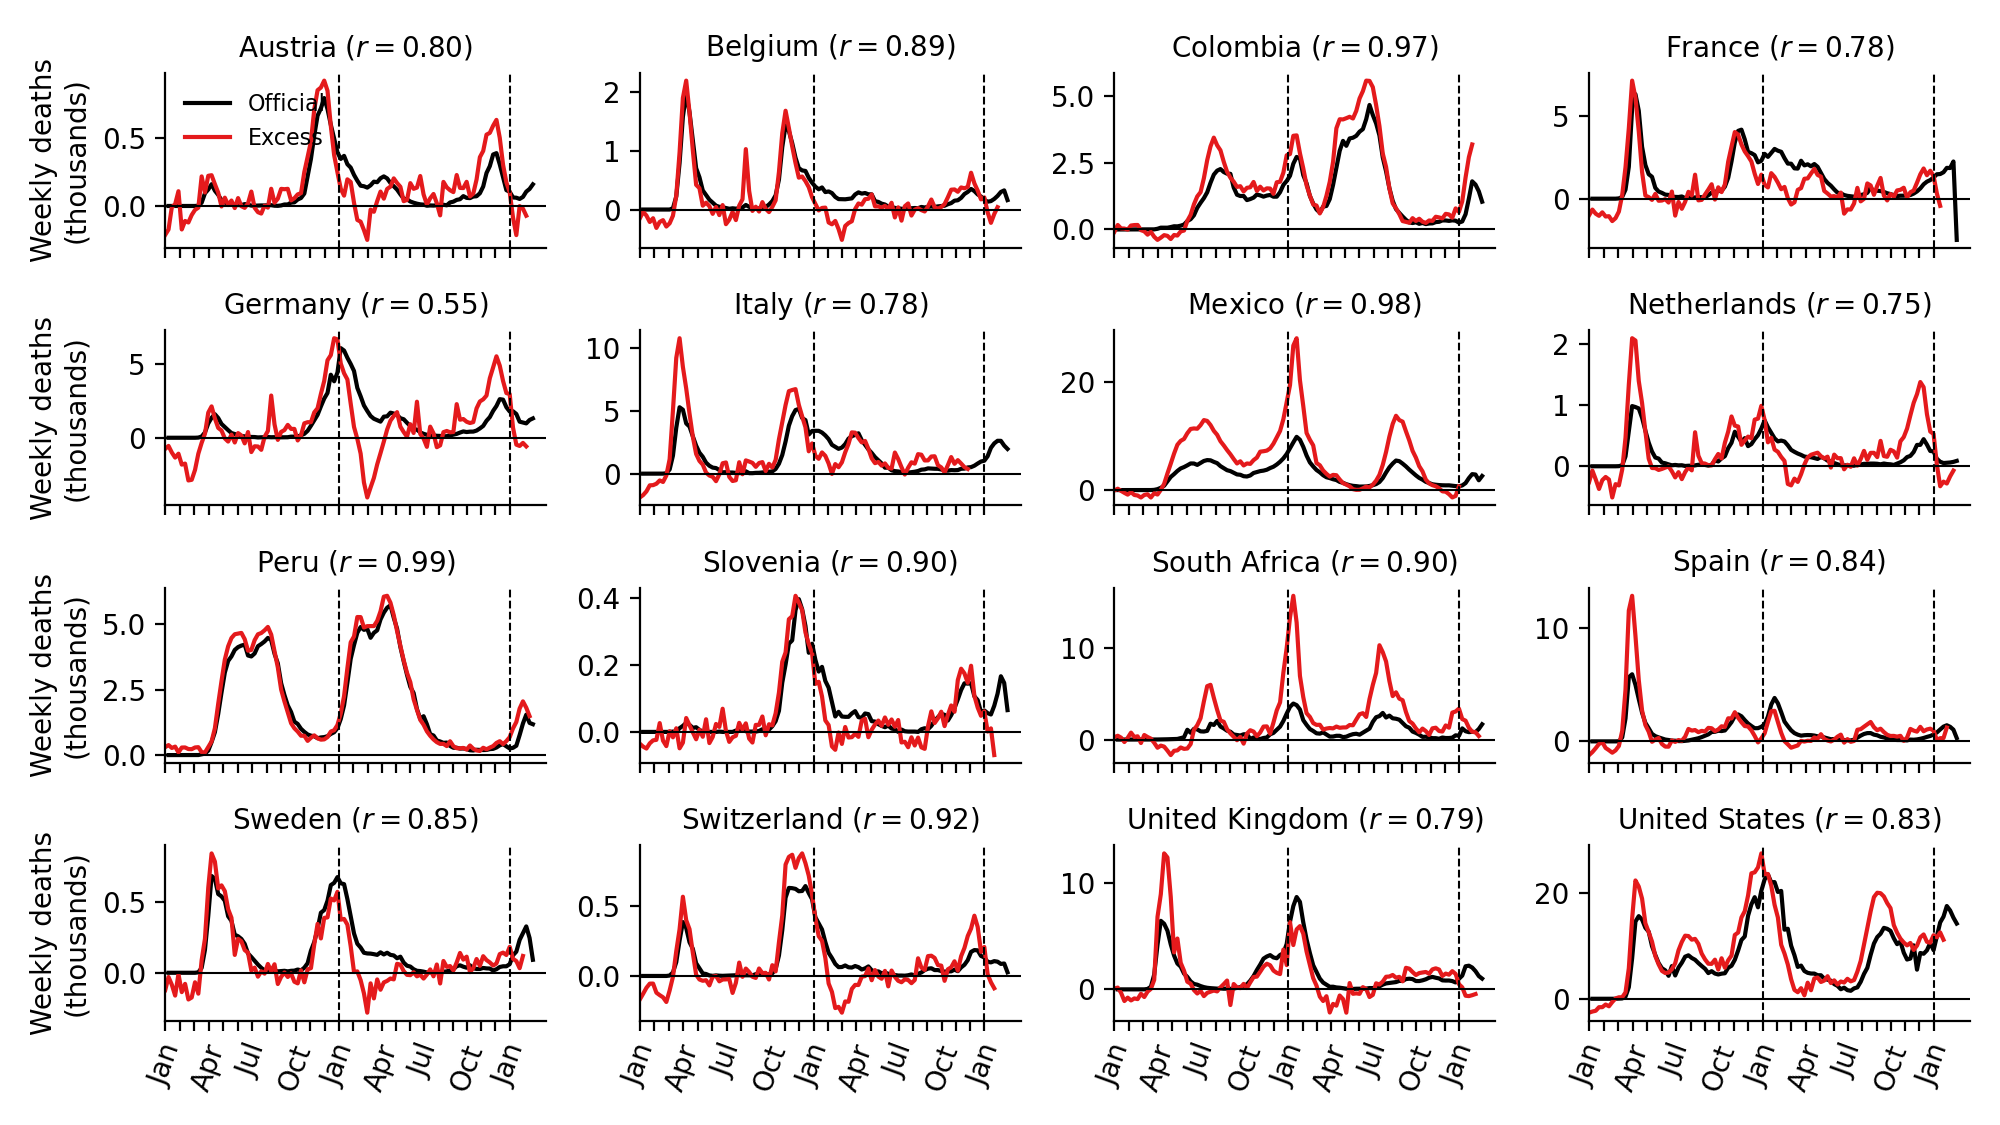 Austria (r = 0.80)
Belgium (r = 0.89)
Colombia (r = 0.97)
France (r = 0.78)
Weekly deaths
(thousands)
0.5
0.0
Official
Excess
2
1
0
5.0
2.5
0.0
5
0
Germany (r = 0.55)
Italy (r = 0.78)
Mexico (r = 0.98)
Netherlands (r = 0.75)
Weekly deaths
(thousands)
5
0
10
5
0
20
0
2
1
0
Peru (r = 0.99)
Slovenia (r = 0.90)
South Africa (r = 0.90)
Spain (r = 0.84)
Weekly deaths
(thousands)
5.0
2.5
0.0
0.4
0.2
0.0
10
0
10
0
Sweden (r = 0.85)
Switzerland (r = 0.92)
United Kingdom (r = 0.79)
United States (r = 0.83)
Weekly deaths
(thousands)
0.5
0.0
0.5
0.0
10
0
20
0
Jan Apr Jul Oct Jan Apr Jul Oct Jan
Jan Apr Jul Oct Jan Apr Jul Oct Jan
Jan Apr Jul Oct Jan Apr Jul Oct Jan
Jan Apr Jul Oct Jan Apr Jul Oct Jan